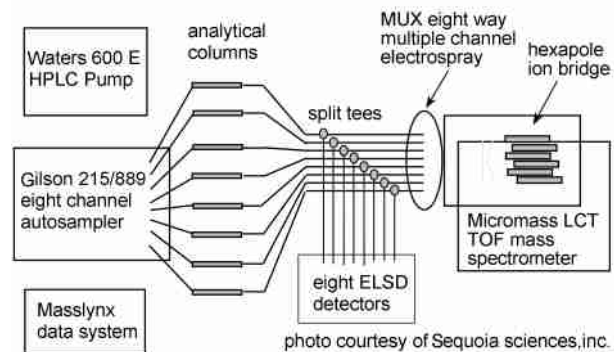 Waters 600 E
HPLC Pump
analytical
columns
MUX eight way
multiple channel
electrospray
hexapole
ion bridge
split tees
Gilson 215/889
eight channel
autosampler
Micromass LCT
TOF mass
spectrometer
eight ELSD
detectors
Masslynx
data system
photo courtesy of Sequoia sciences,inc.